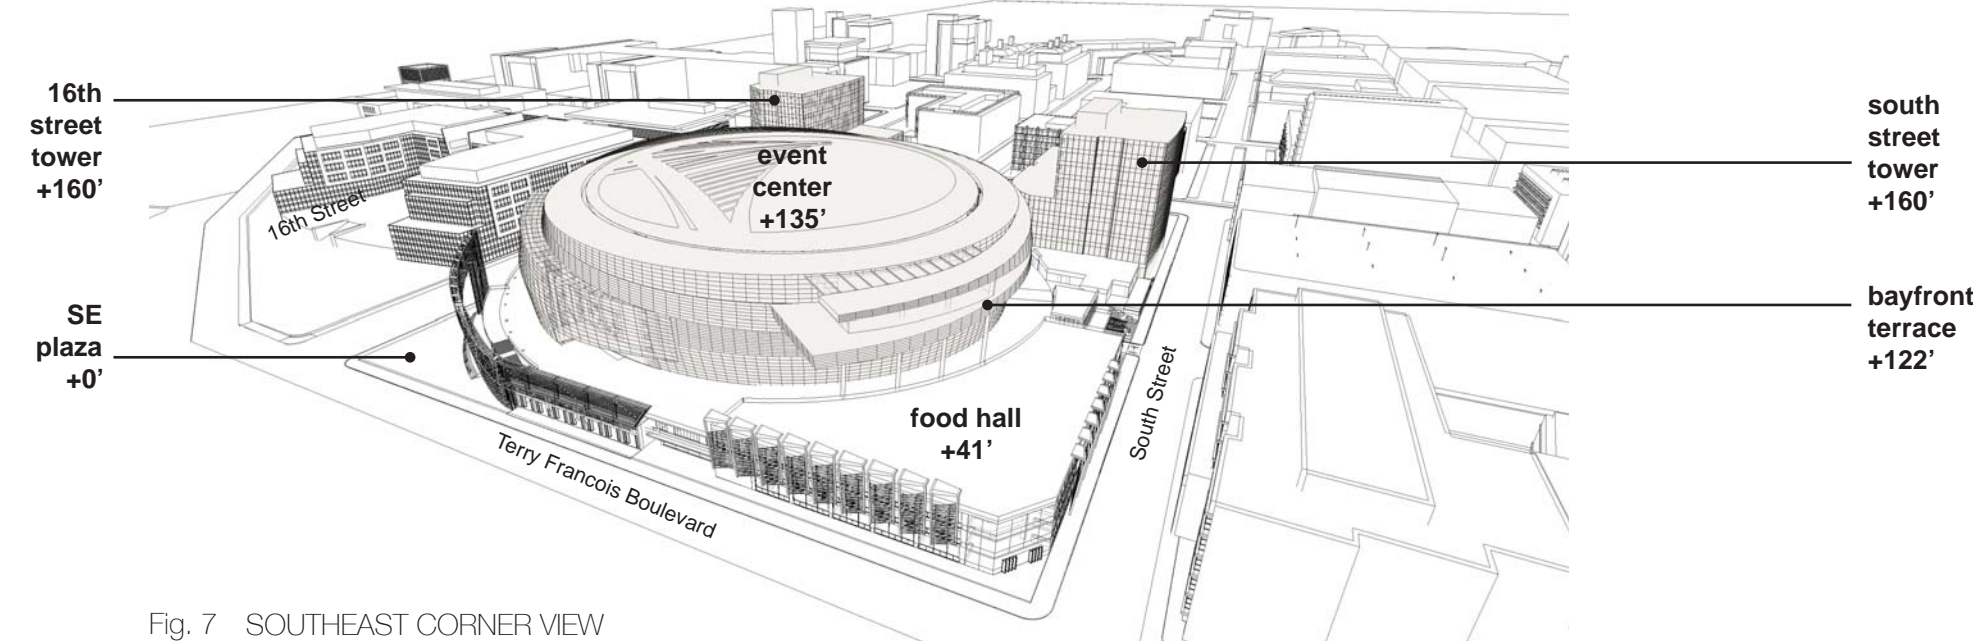 16th
street
tower
+160’
SE
plaza
+0’
16th Street
event
center
+135’
food hall
+41’
Terry Francois Boulevard
South Street
south
street
tower
+160’
bayfront
terrace
+122’
Fig. 7 SOUTHEAST CORNER VIEW